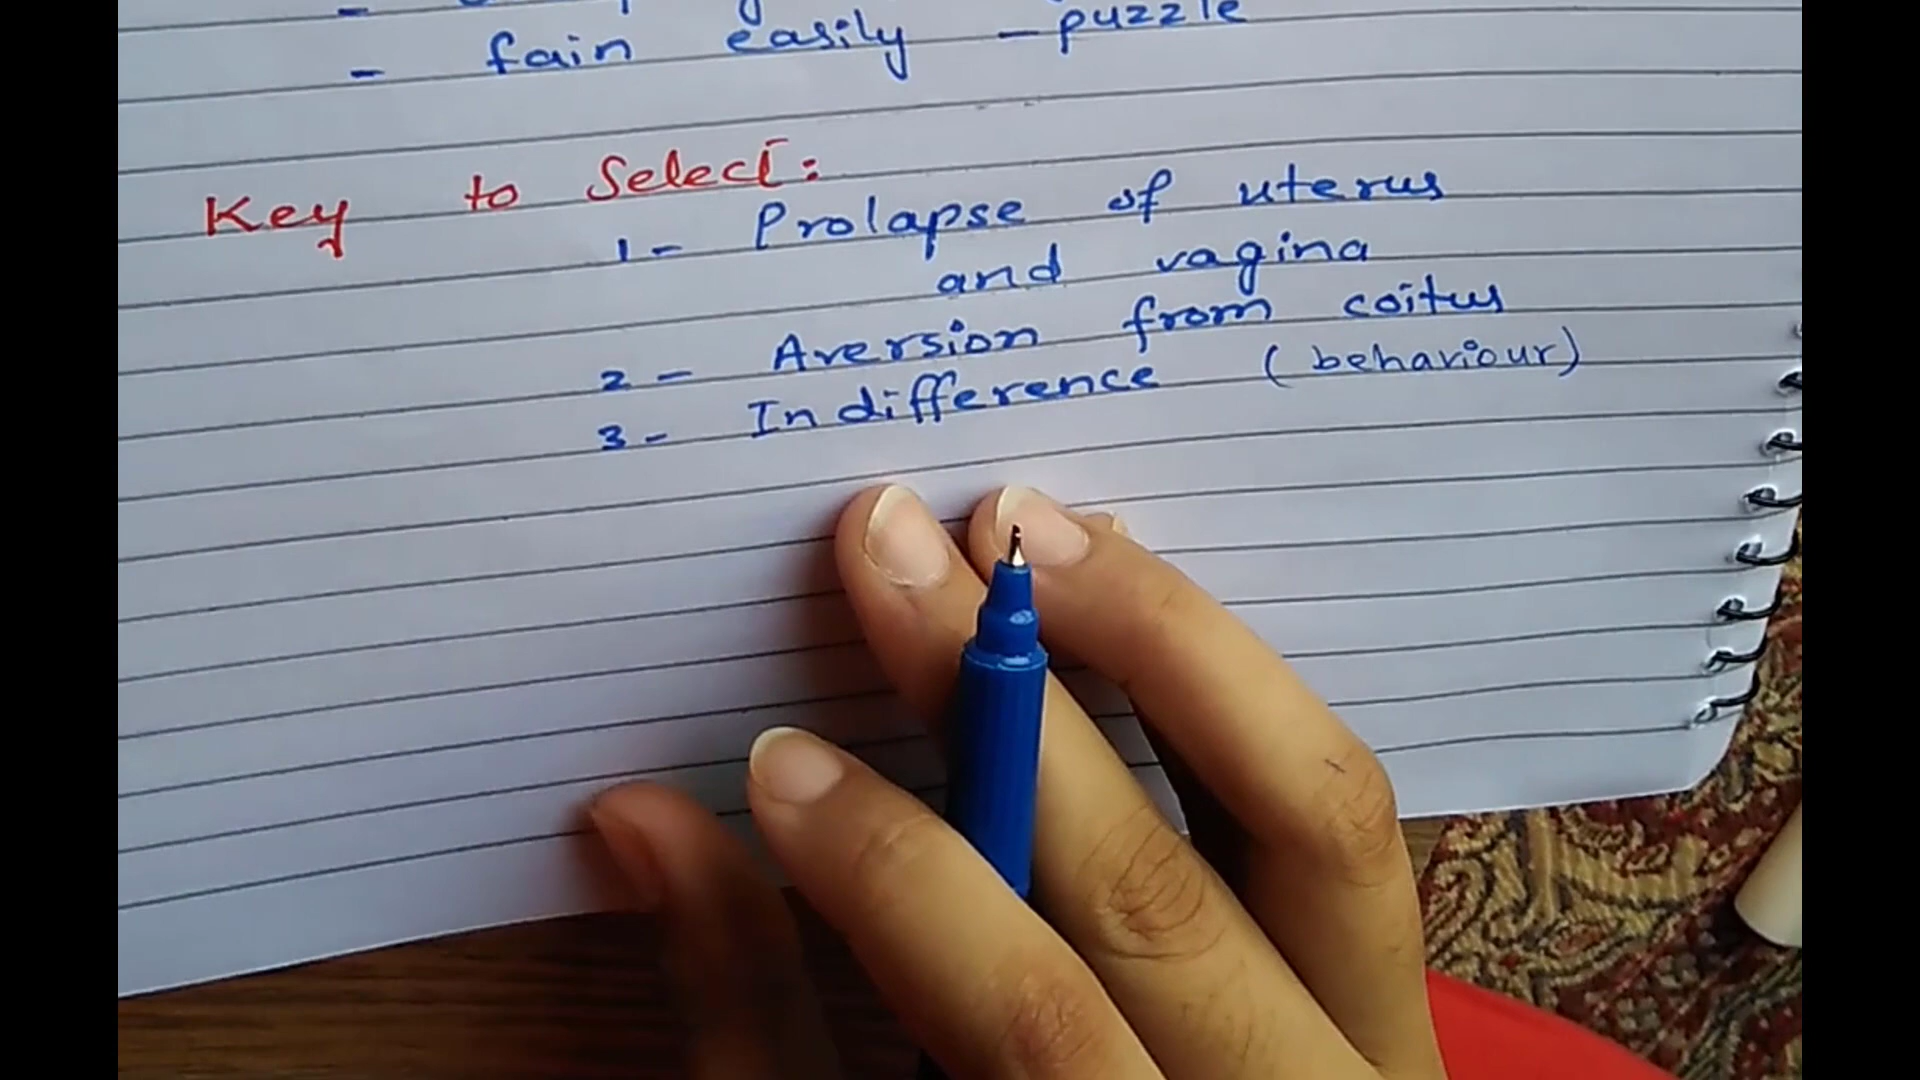 - fain easily - puzzle
Key to Select:
1 - Prolapse of uterus
and vagina
2 - Aversion from coitus
3 - Indifference (behaviour)